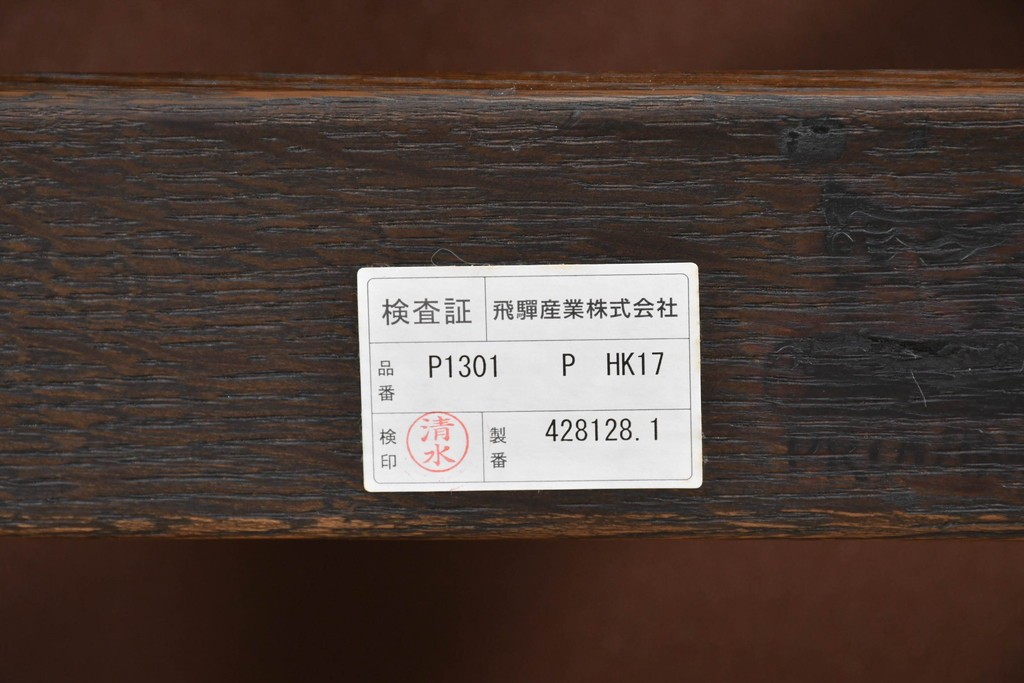 検査証 飛騨産業株式会社
品番 P1301 P HK17
検印 清水 製番 428128.1